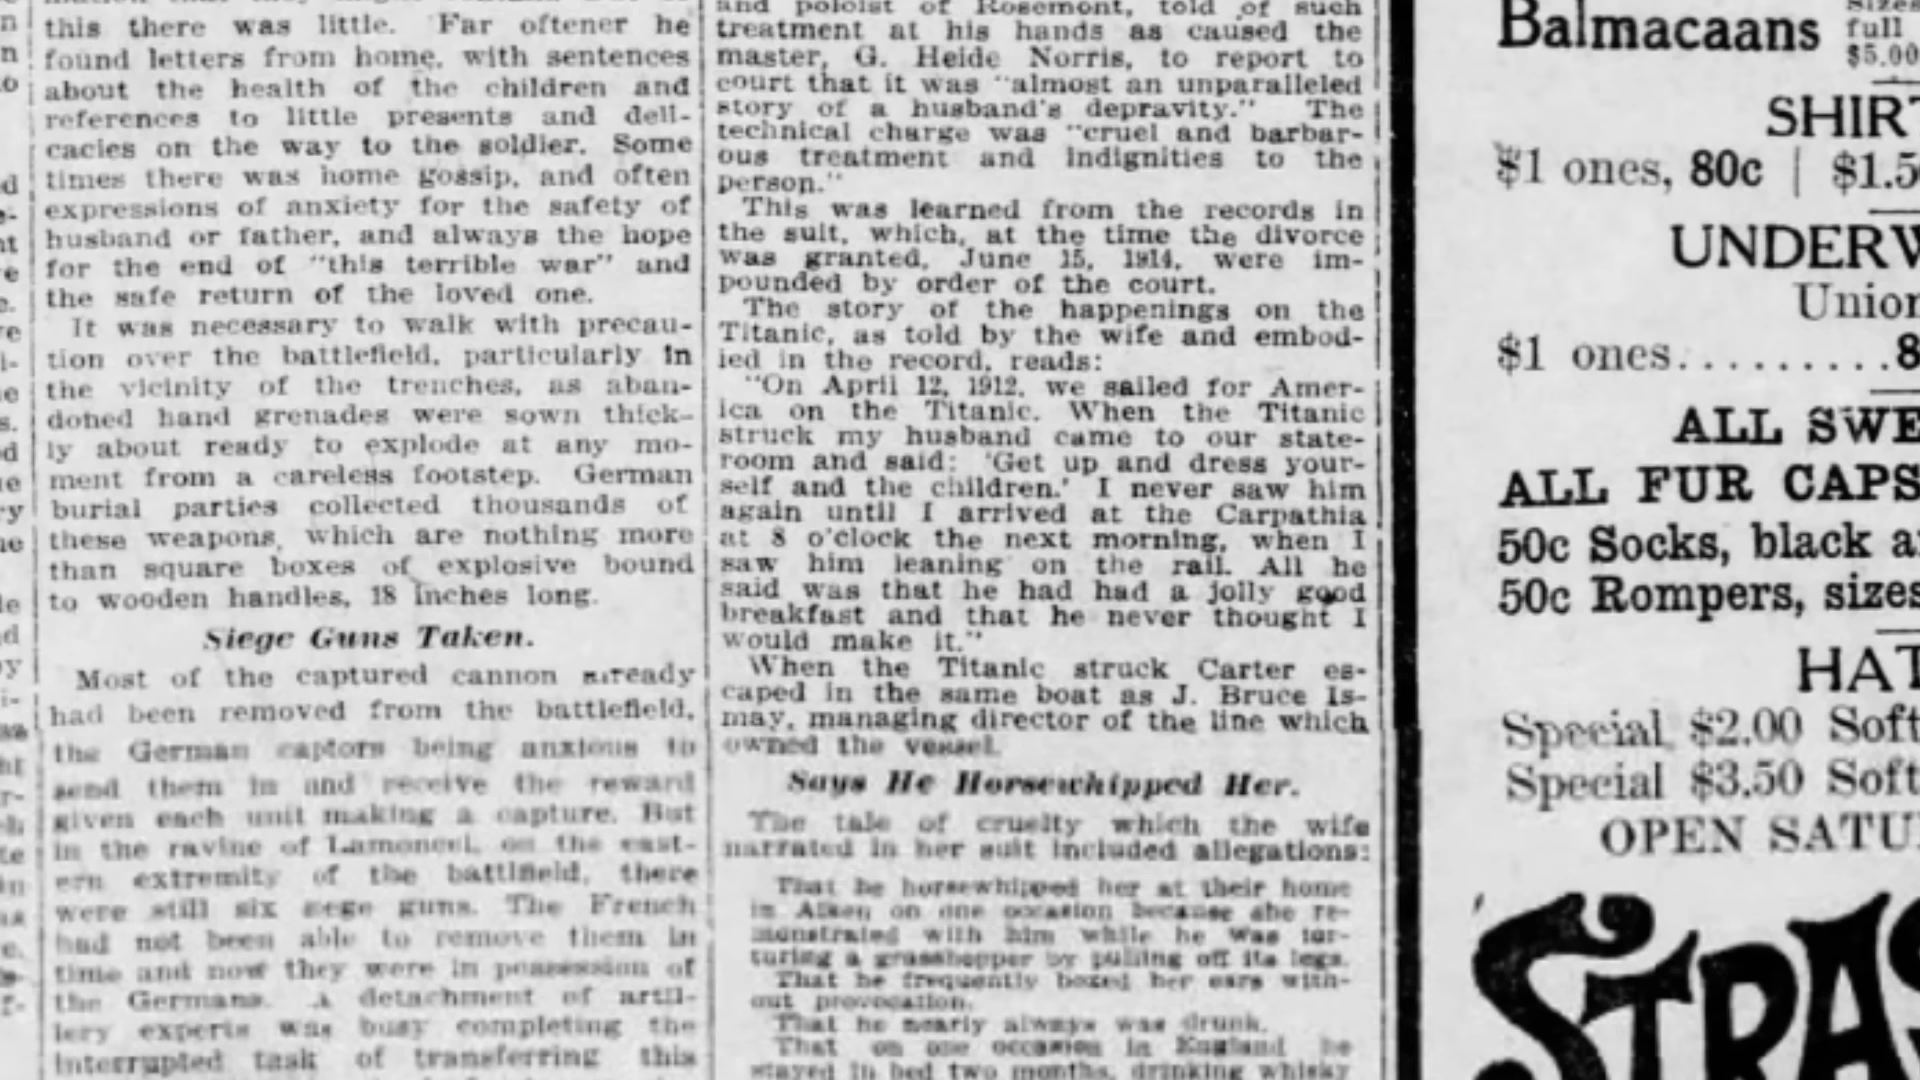 this there was little. Far oftener he
found letters from home, with sentences
about the health of the children and
references to little presents and deli-
cacies on the way to the soldier. Some
times there was home gossip, and often
expressions of anxiety for the safety of
husband or father, and always the hope
for the end of "this terrible war" and
the safe return of the loved one.
It was necessary to walk with precau-
tion over the battlefield, particularly in
the vicinity of the trenches, as aban-
doned hand grenades were sown thick-
ly about ready to explode at any mo-
ment from a careless footstep. German
burial parties collected thousands of
these weapons, which are nothing more
than square boxes of explosive bound
to wooden handles, 18 inches long.
Siege Guns Taken.
Most of the captured cannon already
had been removed from the battlefield,
the German captors being anxious to
send them in and receive the reward
given each unit making a capture. But
in the ravine of on the east-
ern extremity of the battlfield, there
were still six siege guns. The French
had not been able to remove them in
time and now they were in possession of
the Germans. A detachment of artil-
lery experts was busy completing the
interrupted task of transferring this
and poloist of Rosemont, told of such
treatment at his hands as caused the
master, G. Heide Norris, to report to
court that it was "almost an unparalleled
story of a husband's depravity." The
technical charge was "cruel and barbar-
ous treatment and indignities to the
person."
This was learned from the records in
the suit, which, at the time the divorce
was granted, June 15, 1914, were im-
pounded by order of the court.
The story of the happenings on the
Titanic, as told by the wife and embod-
ied in the record, reads:
"On April 12, 1912, we sailed for Amer-
ica on the Titanic. When the Titanic
struck my husband came to our state-
room and said: 'Get up and dress your-
self and the children.' I never saw him
again until I arrived at the Carpathia
at 8 o'clock the next morning, when I
saw him leaning on the rail. All he
said was that he had had a jolly good
breakfast and that he never thought I
would make it."
When the Titanic struck Carter es-
caped in the same boat as J. Bruce Is-
may, managing director of the line which
owned the vessel.
Says He Horsewhipped Her.
The tale of cruelty which the wife
narrated in her suit included allegations:
That he horsewhipped her at their home
in Aiken on one occasion because she re-
monstrated with him while he was tor-
turing a grasshopper by pulling off its legs.
That he frequently boxed her ears with-
out provocation.
That he nearly always was drunk.
That on one occasion in England he
stayed in bed two months, drinking whisky
Balmacaans
Sizes
full
$5.00
SHIRT
$1 ones, 80c | $1.5
UNDERW
Union
$1 ones..........8
ALL SWE
ALL FUR CAPS
50c Socks, black a
50c Rompers, sizes
HAT
Special $2.00 Soft
Special $3.50 Soft
OPEN SATU
STRAS